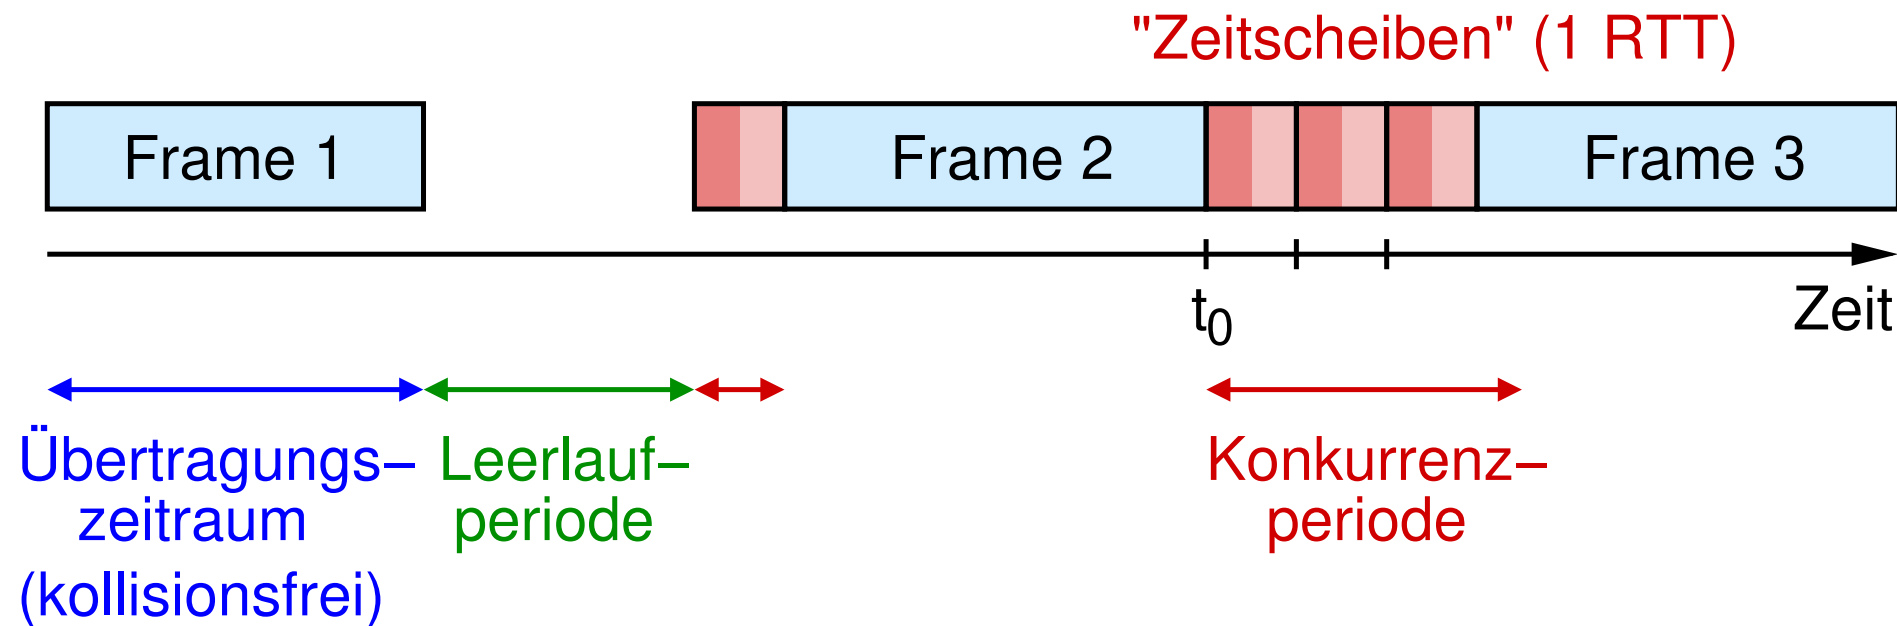 "Zeitscheiben" (1 RTT)
Frame 1
Frame 2
Frame 3
t0
Zeit
Übertragungs–
zeitraum
(kollisionsfrei)
Leerlauf–
periode
Konkurrenz–
periode